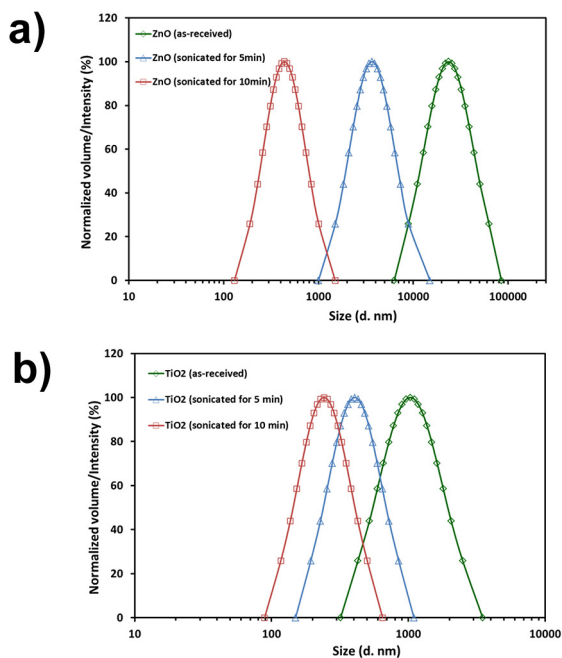 a)
120
100
80
60
40
20
0
Normalized volume/Intensity (%)
ZnO (as-received)
ZnO (sonicated for 5min)
ZnO (sonicated for 10min)
10 100 1000 10000 100000
Size (d. nm)
b)
120
100
80
60
40
20
0
Normalized volume/Intensity (%)
TiO2 (as-received)
TiO2 (sonicated for 5 min)
TiO2 (sonicated for 10 min)
10 100 1000 10000
Size (d. nm)